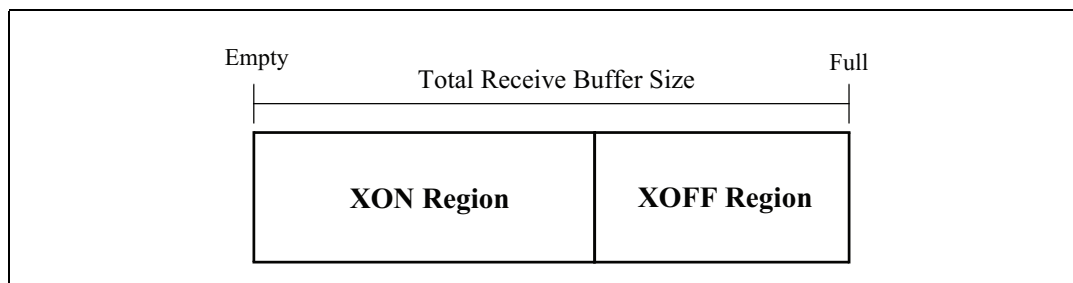 Empty
Full
Total Receive Buffer Size
XON Region
XOFF Region